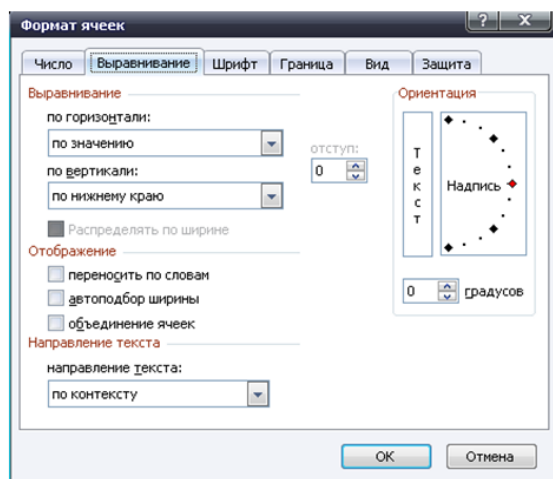 Формат ячеек
Число Выравнивание Шрифт Граница Вид Защита
Выравнивание
по горизонтали:
по значению
отступ:
0
по вертикали:
по нижнему краю
Распределять по ширине
Отображение
переносить по словам
автоподбор ширины
объединение ячеек
Направление текста
направление текста:
по контексту
Ориентация
Текст
Надпись
0 градусов
ОК Отмена